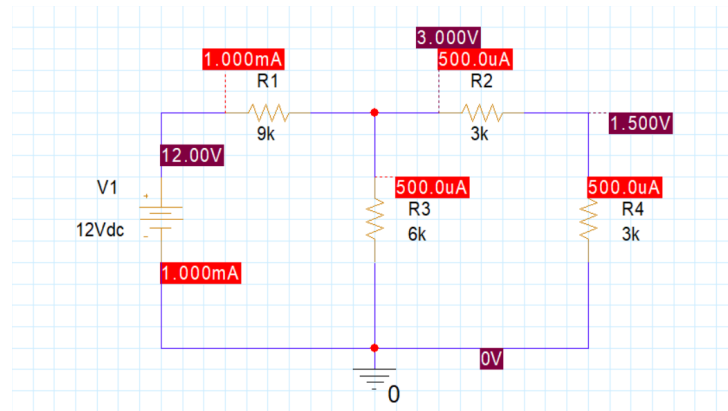 3.000V
1.000mA
500.0uA
R1
R2
9k
3k
1.500V
12.00V
V1
500.0uA
500.0uA
R3
R4
12Vdc
6k
3k
1.000mA
0V
0